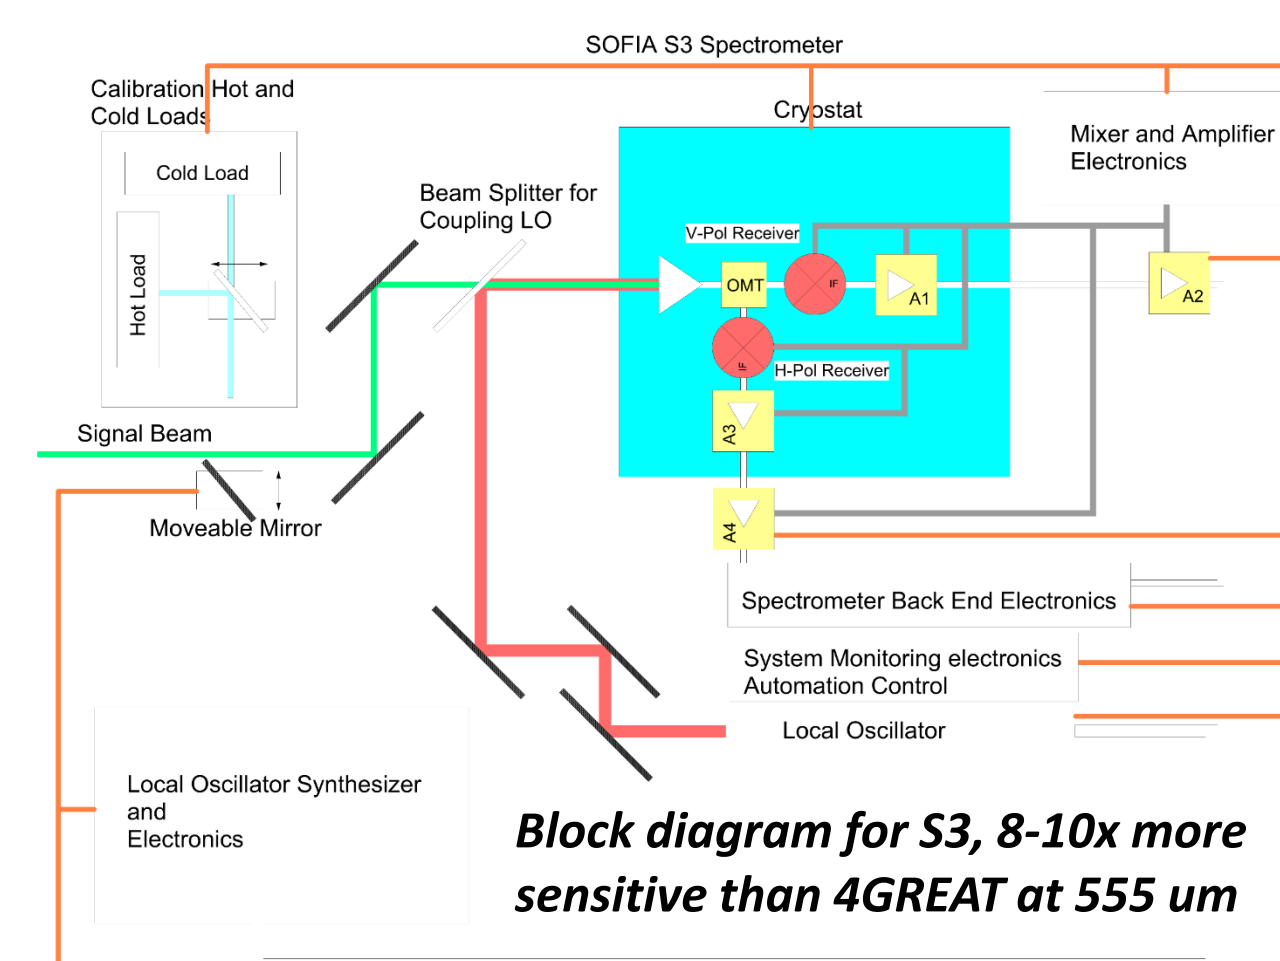 SOFIA S3 Spectrometer
Calibration Hot and
Cold Loads
Cryostat
Mixer and Amplifier
Electronics
Cold Load
Hot Load
Beam Splitter for
Coupling LO
V-Pol Receiver
OMT
IF
A1
A2
IF
H-Pol Receiver
A3
Signal Beam
Moveable Mirror
A4
Spectrometer Back End Electronics
System Monitoring electronics
Automation Control
Local Oscillator
Local Oscillator Synthesizer
and
Electronics
Block diagram for S3, 8-10x more
sensitive than 4GREAT at 555 um